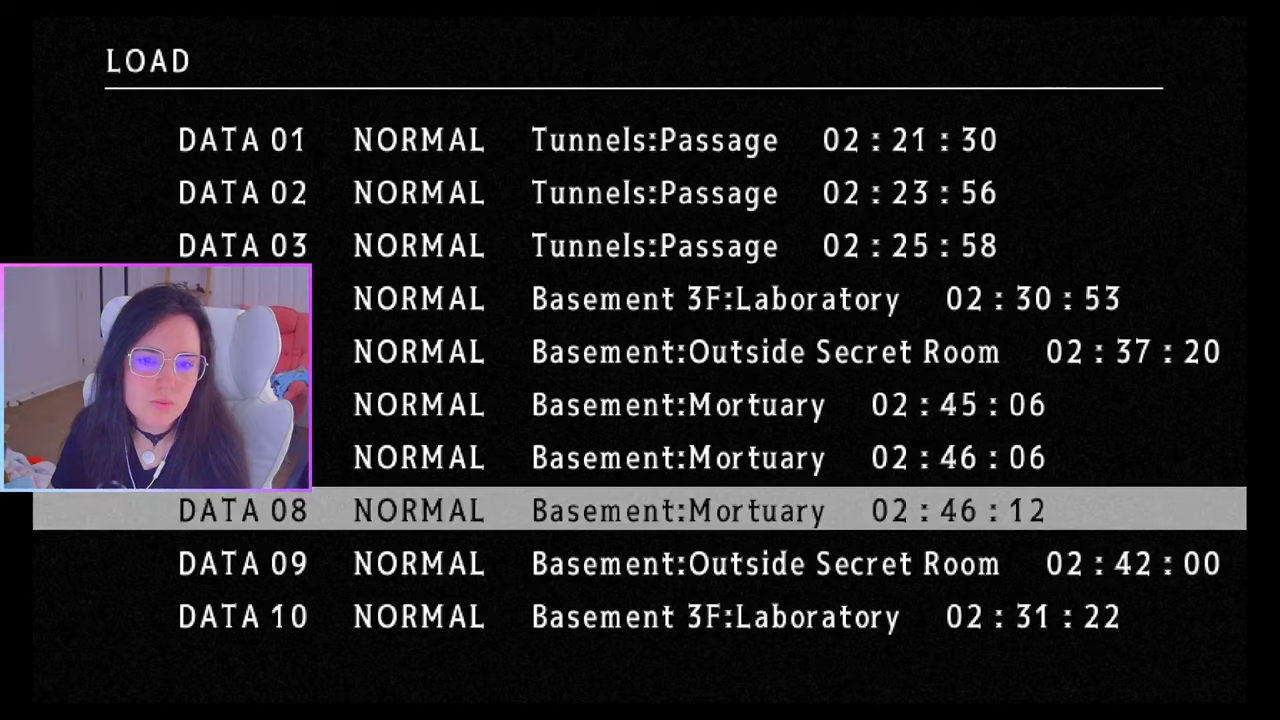 LOAD
DATA 01 NORMAL Tunnels:Passage 02:21:30
DATA 02 NORMAL Tunnels:Passage 02:23:56
DATA 03 NORMAL Tunnels:Passage 02:25:58
NORMAL Basement 3F:Laboratory 02:30:53
NORMAL Basement:Outside Secret Room 02:37:20
NORMAL Basement:Mortuary 02:45:06
NORMAL Basement:Mortuary 02:46:06
DATA 08 NORMAL Basement:Mortuary 02:46:12
DATA 09 NORMAL Basement:Outside Secret Room 02:42:00
DATA 10 NORMAL Basement 3F:Laboratory 02:31:22